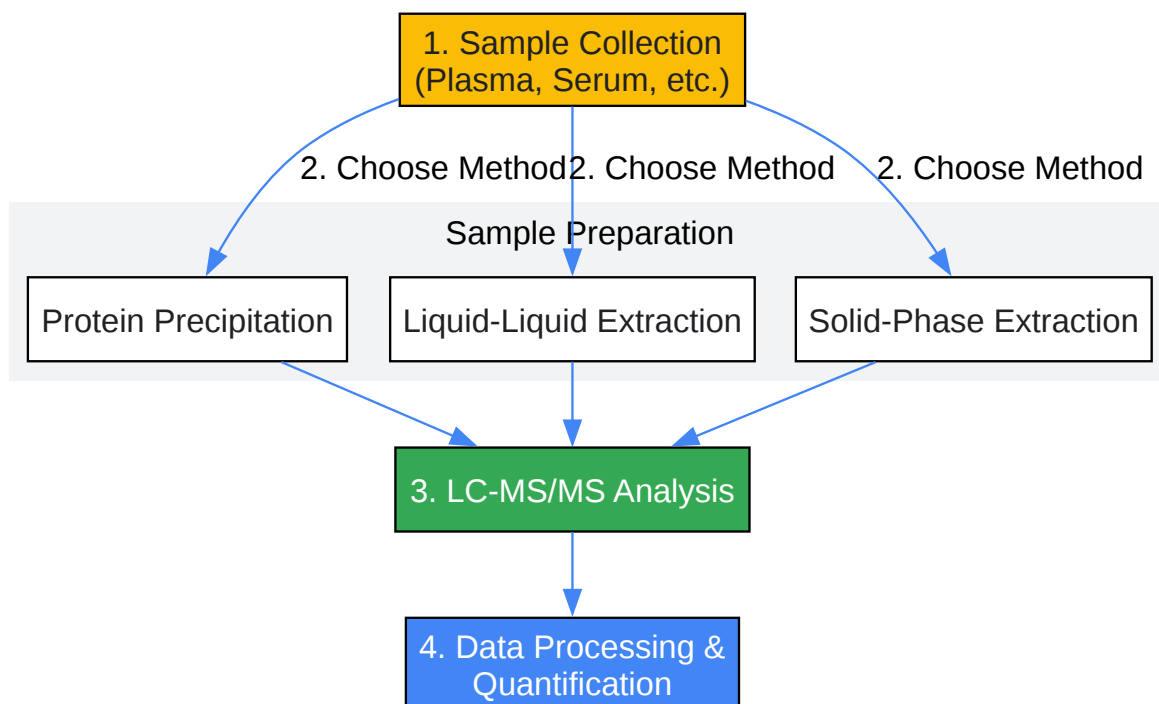 1. Sample Collection
(Plasma, Serum, etc.)
2. Choose Method
2. Choose Method
2. Choose Method
Sample Preparation
Protein Precipitation
Liquid-Liquid Extraction
Solid-Phase Extraction
3. LC-MS/MS Analysis
4. Data Processing &
Quantification